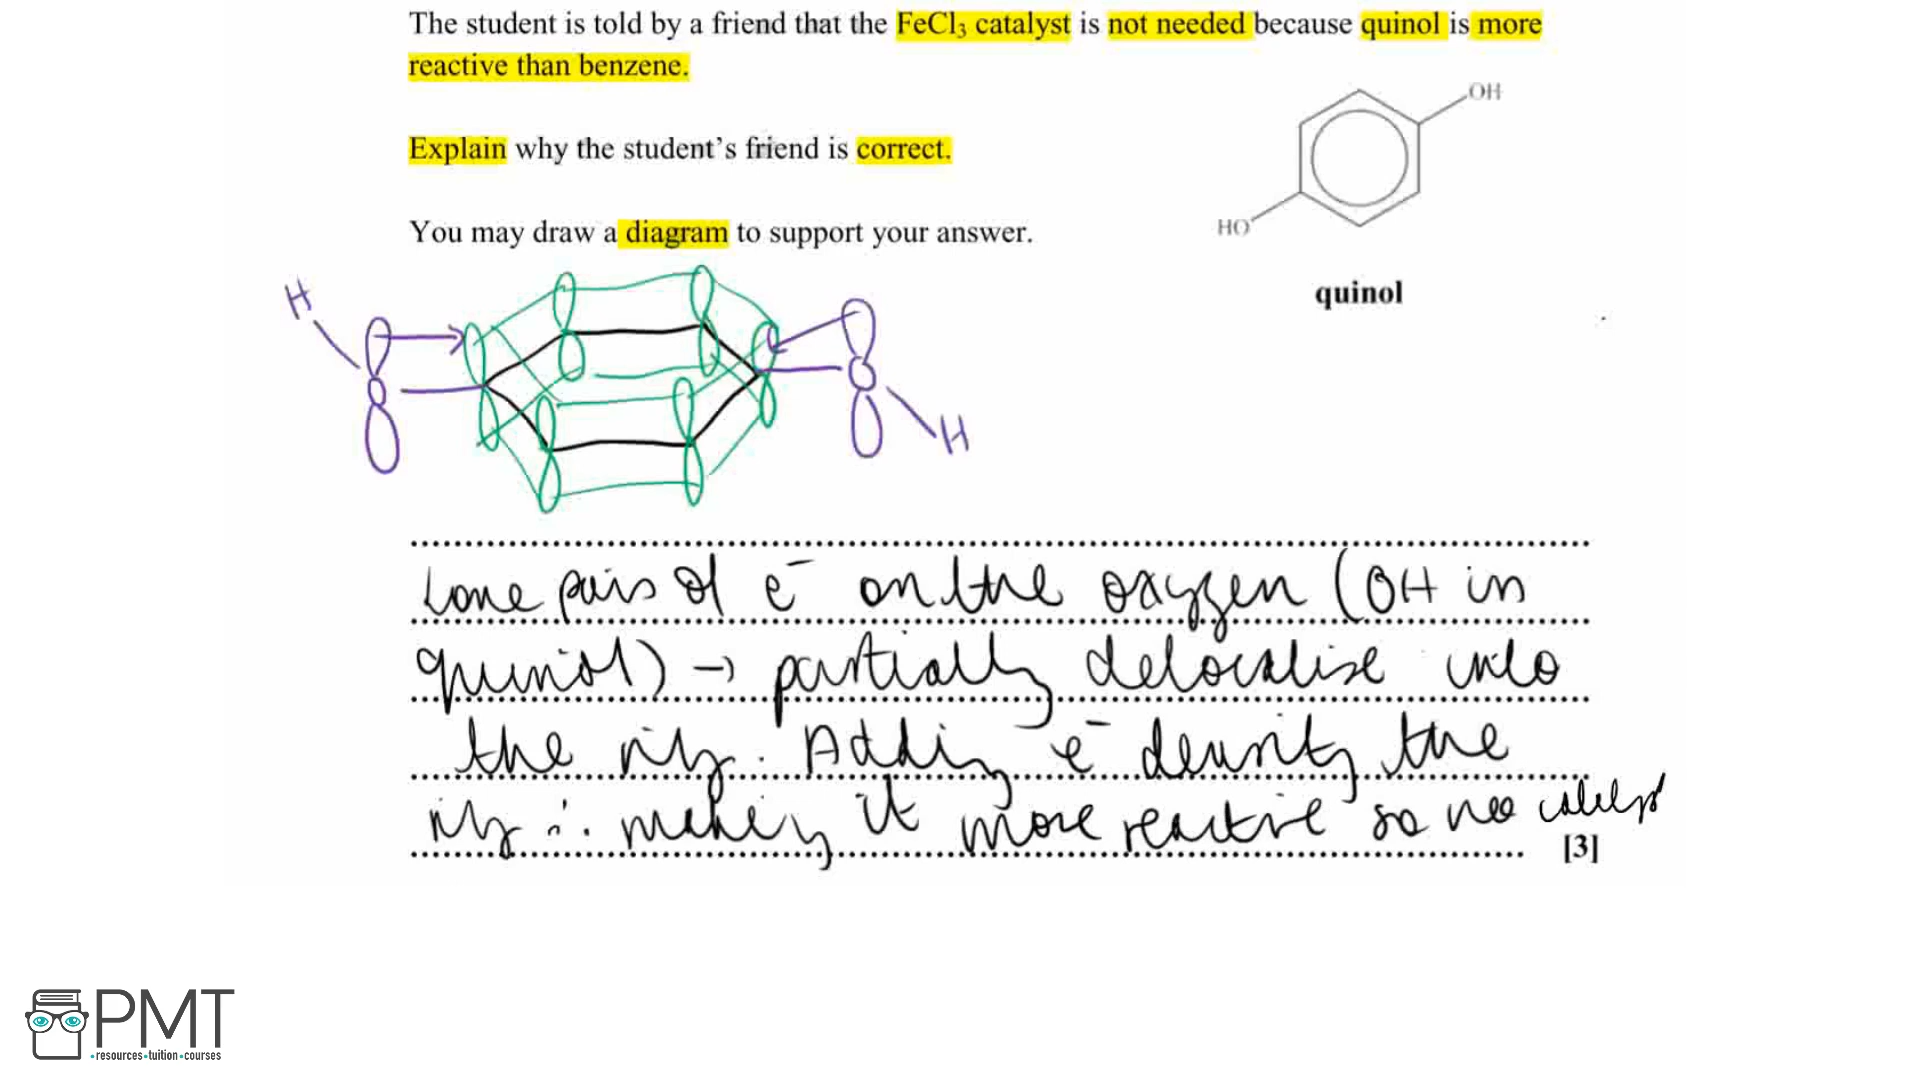 The student is told by a friend that the FeCl₃ catalyst is not needed because quinol is more
reactive than benzene.
OH
Explain why the student's friend is correct.
You may draw a diagram to support your answer.
HO
quinol
H
H
Lone pairs of e⁻ on the oxygen (OH in
quinol) → partially delocalise into
the ring. Adding e⁻ density the
ring ∴ making it more reactive so no catalyst
[3]
PMT
•resources•tuition•courses